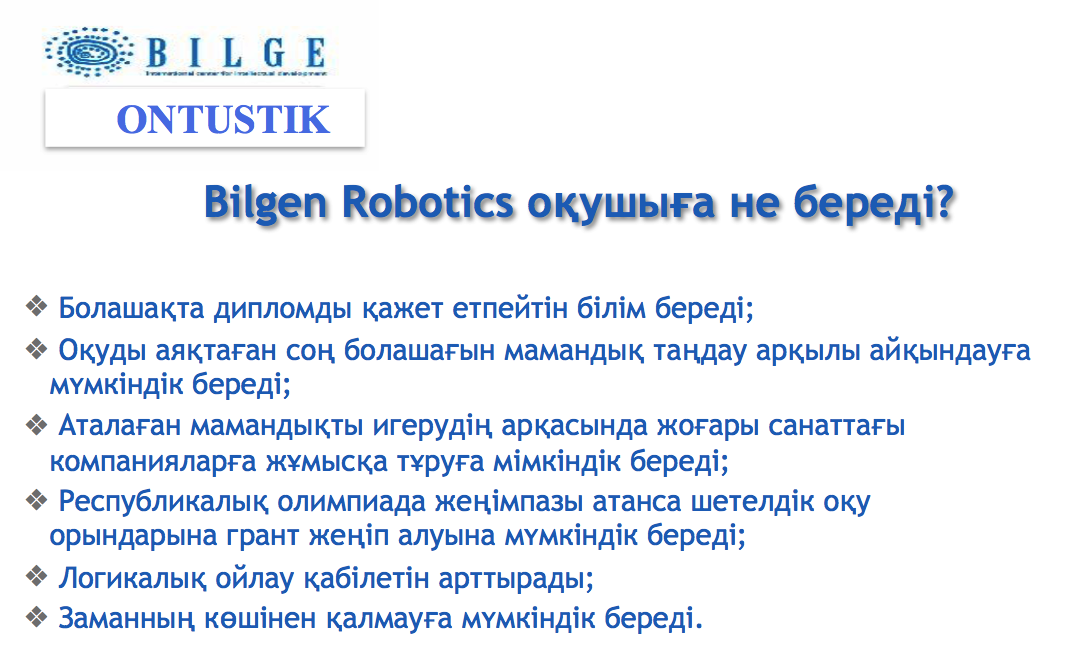 BILGE
International center for intellectual development
ONTUSTIK
Bilgen Robotics оқушыға не береді?
❖ Болашақта дипломды қажет етпейтін білім береді;
❖ Оқуды аяқтаған соң болашағын мамандық таңдау арқылы айқындауға
мүмкіндік береді;
❖ Аталаған мамандықты игерудің арқасында жоғары санаттағы
компанияларға жұмысқа тұруға мімкіндік береді;
❖ Республикалық олимпиада жеңімпазы атанса шетелдік оқу
орындарына грант жеңіп алуына мүмкіндік береді;
❖ Логикалық ойлау қабілетін арттырады;
❖ Заманның көшінен қалмауға мүмкіндік береді.